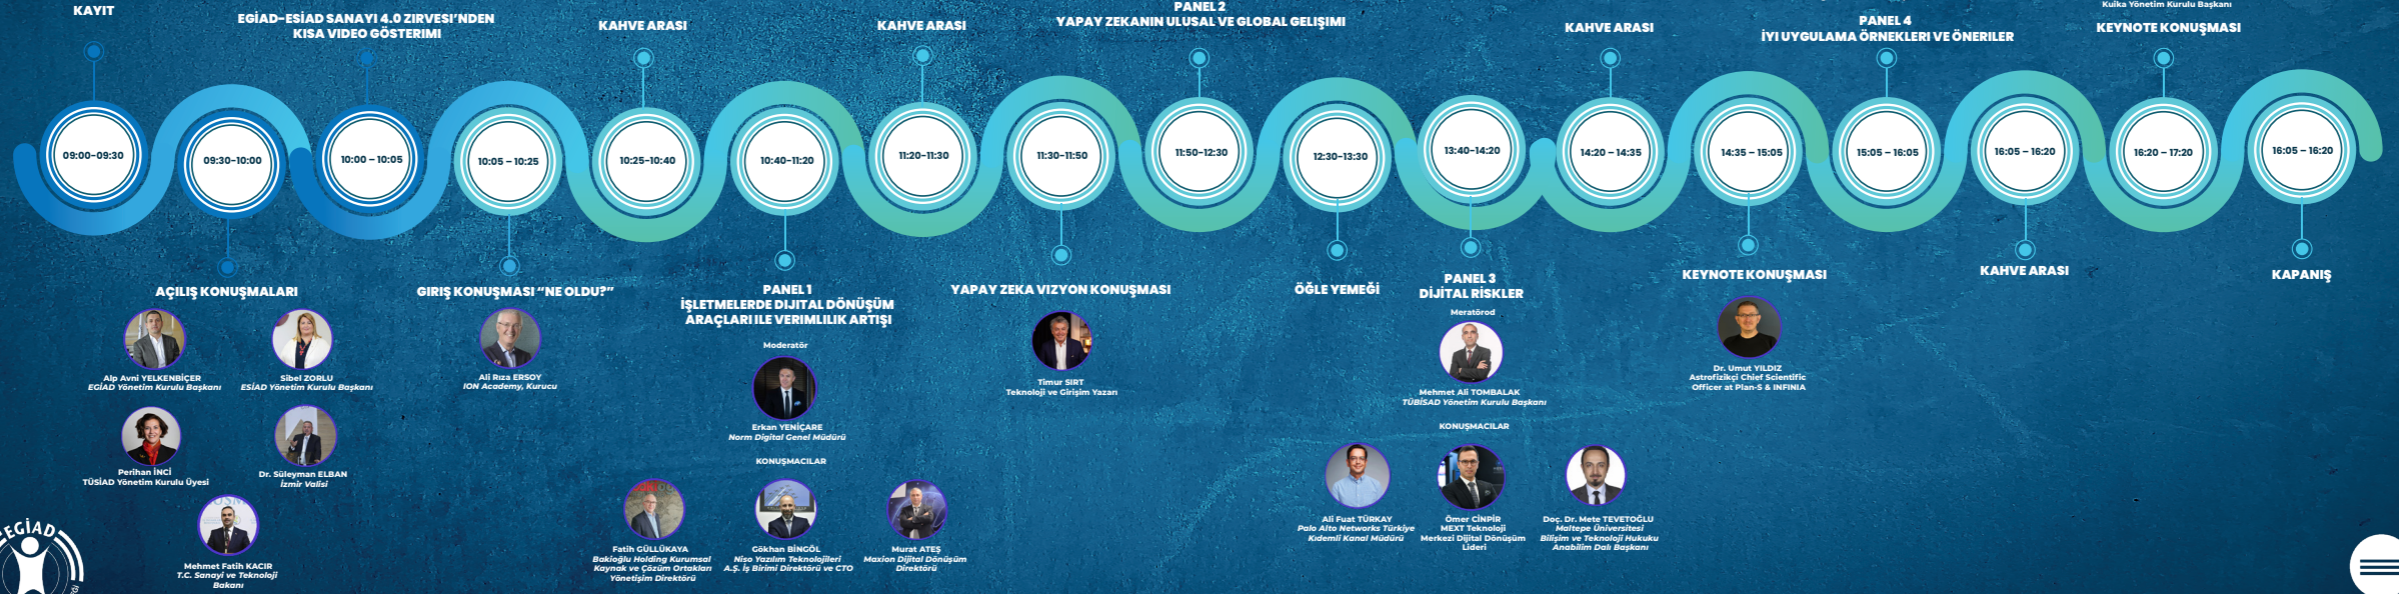 KAYIT
EGİAD-ESİAD SANAYI 4.0 ZIRVESI’NDEN
KISA VIDEO GÖSTERIMI
KAHVE ARASI
KAHVE ARASI
PANEL 2
YAPAY ZEKANIN ULUSAL VE GLOBAL GELIŞIMI
KAHVE ARASI
PANEL 4
İYI UYGULAMA ÖRNEKLERI VE ÖNERILER
Kuika Yönetim Kurulu Başkanı
KEYNOTE KONUŞMASI
09:00-09:30
09:30-10:00
10:00 – 10:05
10:05 – 10:25
10:25-10:40
10:40-11:20
11:20-11:30
11:30-11:50
11:50-12:30
12:30-13:30
13:40-14:20
14:20 – 14:35
14:35 – 15:05
15:05 – 16:05
16:05 – 16:20
16:20 – 17:20
16:05 – 16:20
AÇILIŞ KONUŞMALARI
Alp Avni YELKENBİÇER
EGİAD Yönetim Kurulu Başkanı
Sibel ZORLU
ESİAD Yönetim Kurulu Başkanı
Perihan İNCİ
TÜSİAD Yönetim Kurulu Üyesi
Dr. Süleyman ELBAN
İzmir Valisi
Mehmet Fatih KACIR
T.C. Sanayi ve Teknoloji
Bakanı
GIRIŞ KONUŞMASI “NE OLDU?”
Ali Rıza ERSOY
ION Academy, Kurucu
PANEL 1
İŞLETMELERDE DIJITAL DÖNÜŞÜM
ARAÇLARI ILE VERIMLILIK ARTIŞI
Moderatör
Erkan YENİÇARE
Norm Digital Genel Müdürü
KONUŞMACILAR
Fatih GÜLLÜKAYA
Bakioğlu Holding Kurumsal
Kaynak ve Çözüm Ortakları
Yönetişim Direktörü
Gökhan BİNGÖL
Niso Yazılım Teknolojileri
A.Ş. İş Birimi Direktörü ve CTO
Murat ATEŞ
Maxion Dijital Dönüşüm
Direktörü
YAPAY ZEKA VIZYON KONUŞMASI
Timur SIRT
Teknoloji ve Girişim Yazarı
ÖĞLE YEMEĞİ
PANEL 3
DİJİTAL RİSKLER
Meratörod
Mehmet Ali TOMBALAK
TÜBİSAD Yönetim Kurulu Başkanı
KONUŞMACILAR
Ali Fuat TÜRKAY
Palo Alto Networks Türkiye
Kıdemli Kanal Müdürü
Ömer CİNPİR
MEXT Teknoloji
Merkezi Dijital Dönüşüm
Lideri
Doç. Dr. Mete TEVETOĞLU
Maltepe Üniversitesi
Bilişim ve Teknoloji Hukuku
Anabilim Dalı Başkanı
KEYNOTE KONUŞMASI
Dr. Umut YILDIZ
Astrofizikçi Chief Scientific
Officer at Plan-S & INFINIA
KAHVE ARASI
KAPANIŞ
EGİAD